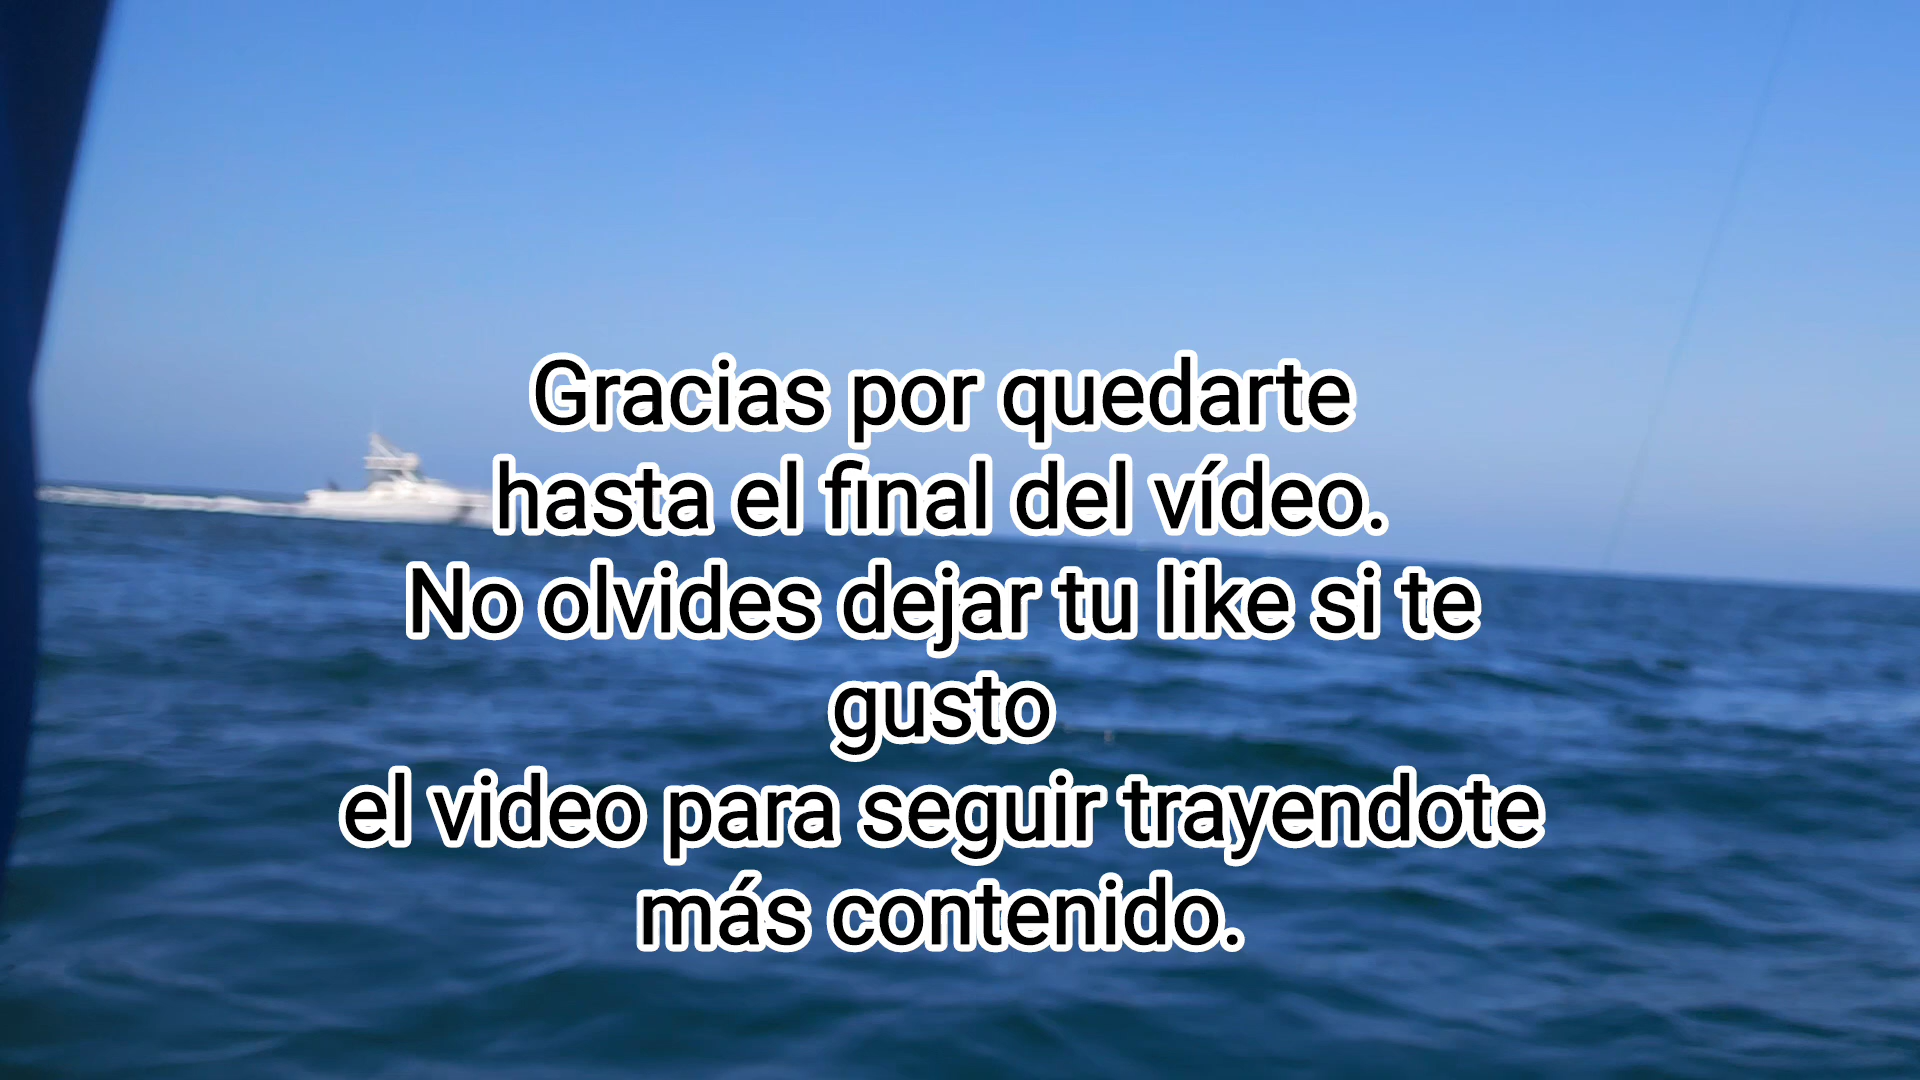 Gracias por quedarte
hasta el final del vídeo.
No olvides dejar tu like si te
gusto
el video para seguir trayendote
más contenido.